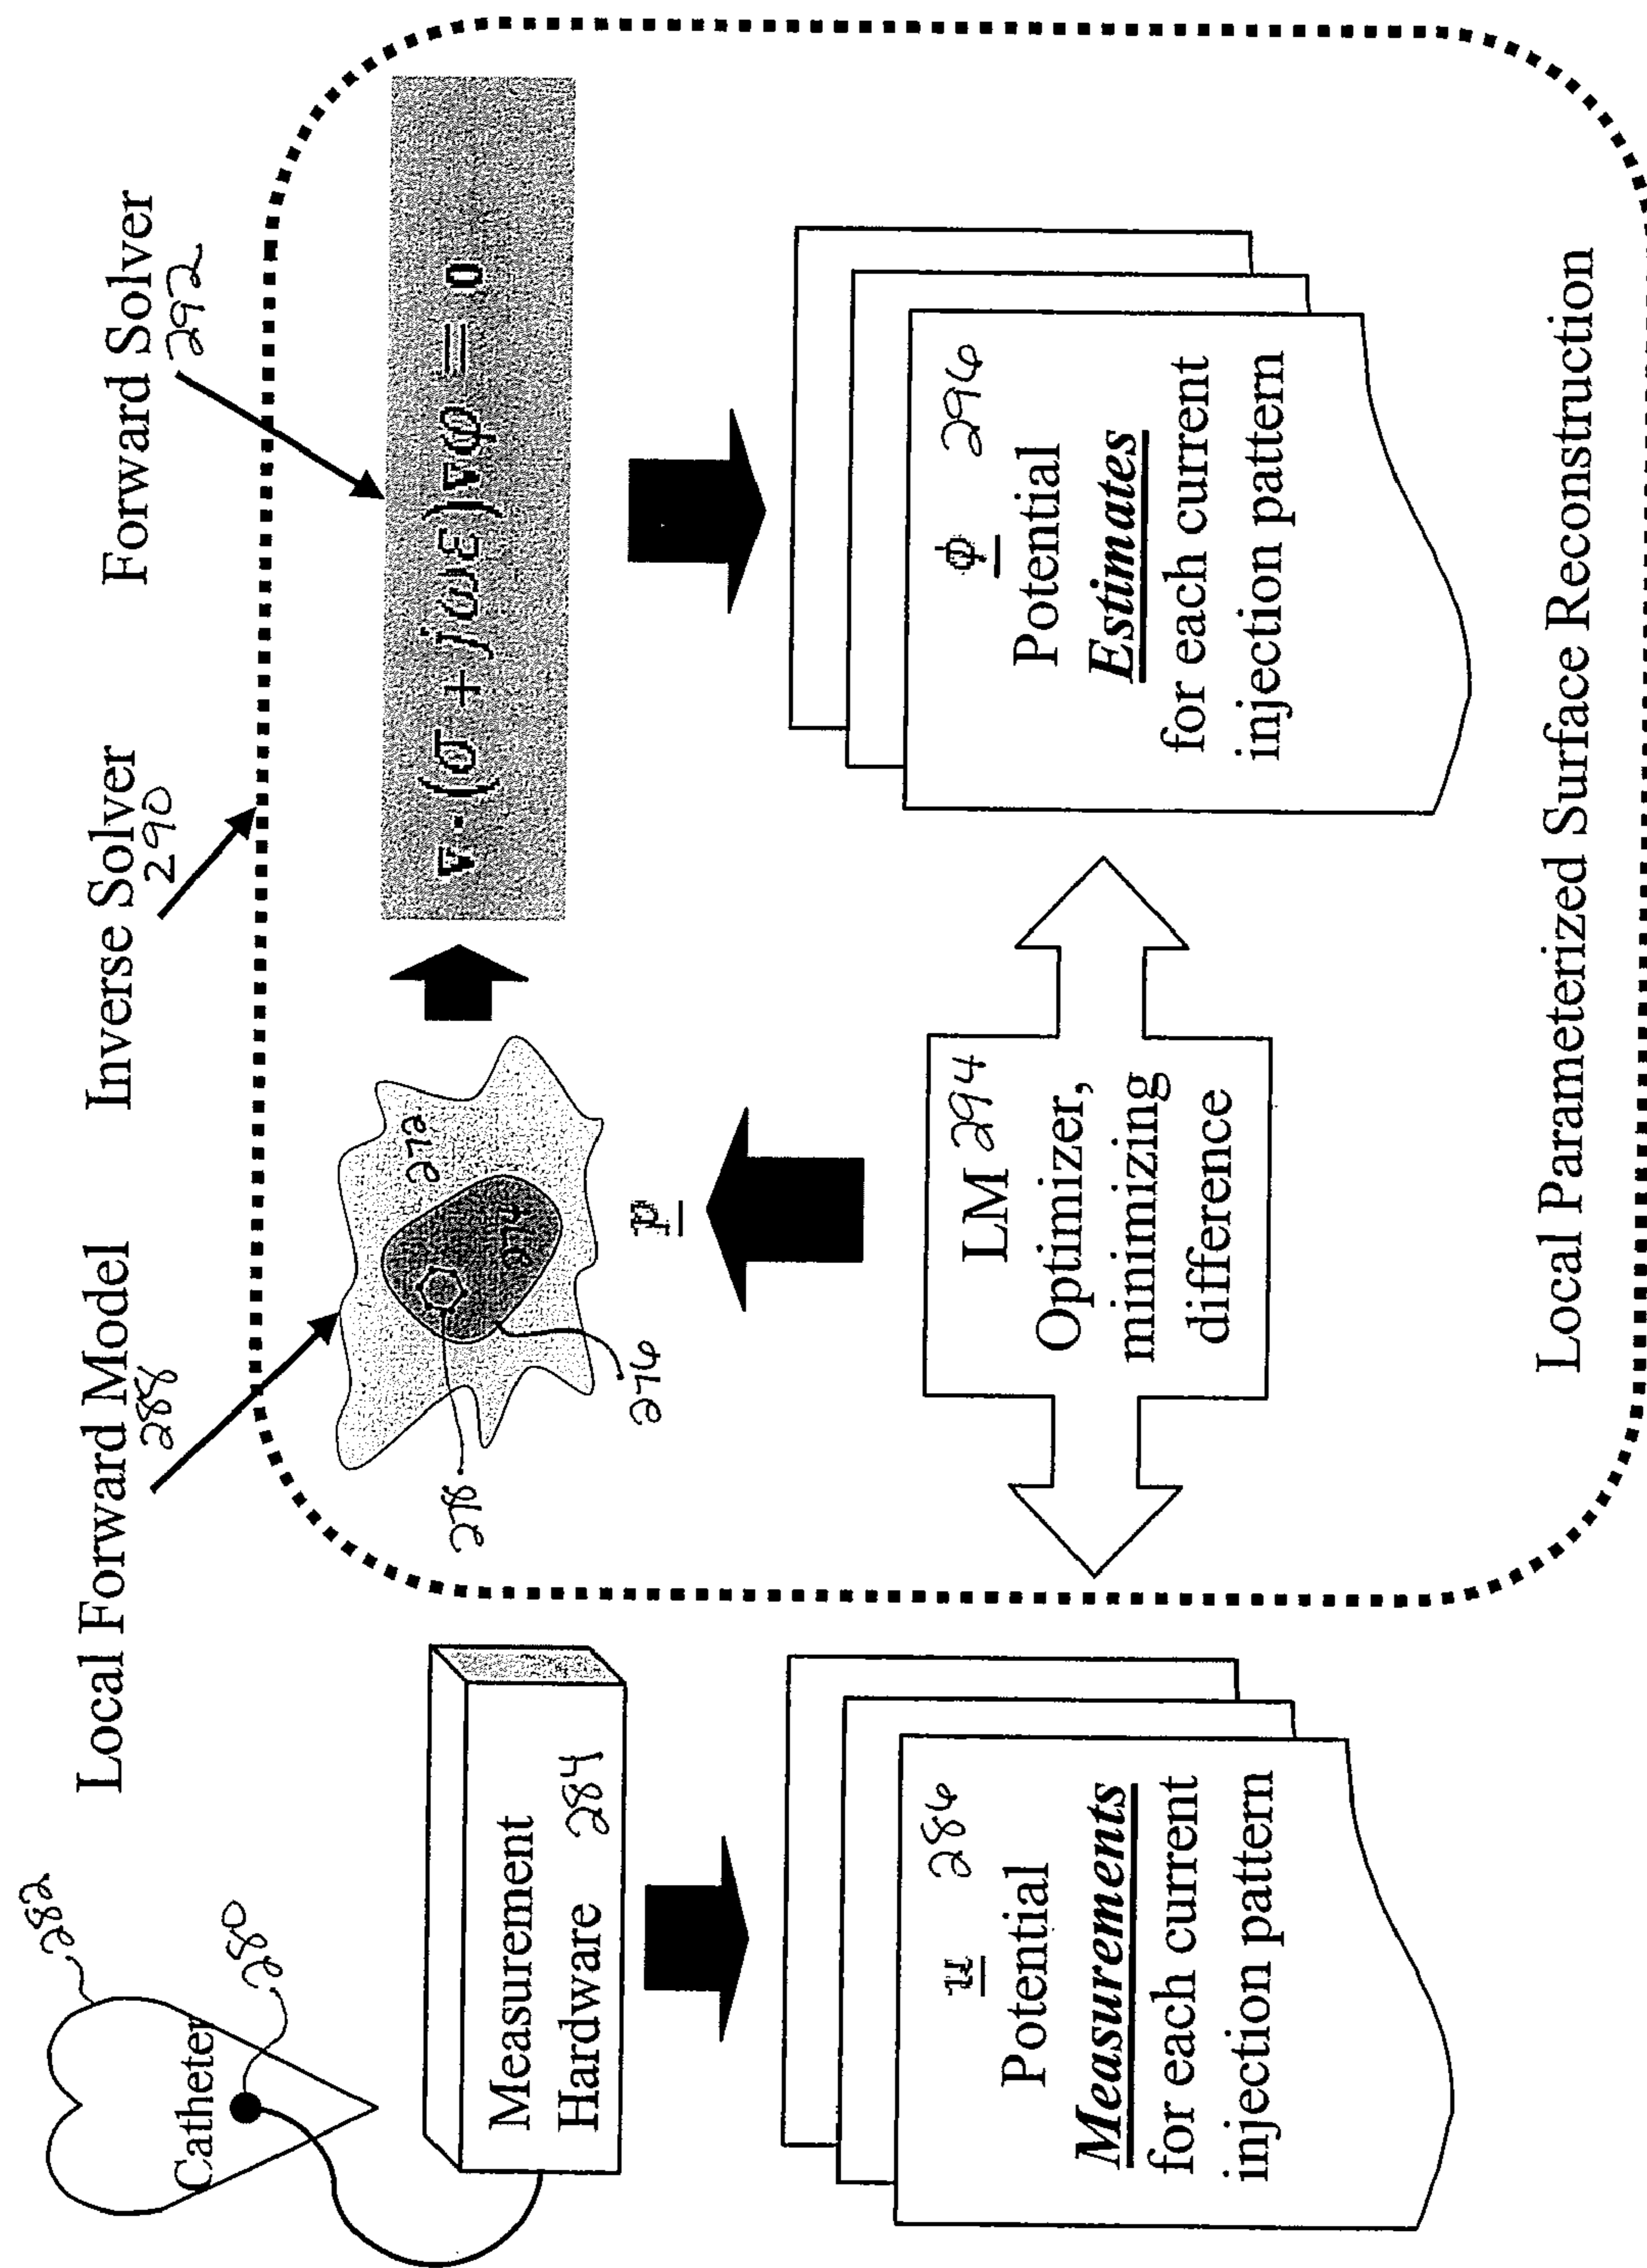 Local Forward Model
288
Inverse Solver
290
Forward Solver
292
282
Catheter
280
Measurement
Hardware 284
u 286
Potential
Measurements
for each current
injection pattern
272
274
276
278
p
∇·(σ + jωε)∇φ = 0
LM 294
Optimizer,
minimizing
difference
φ 296
Potential
Estimates
for each current
injection pattern
Local Parameterized Surface Reconstruction